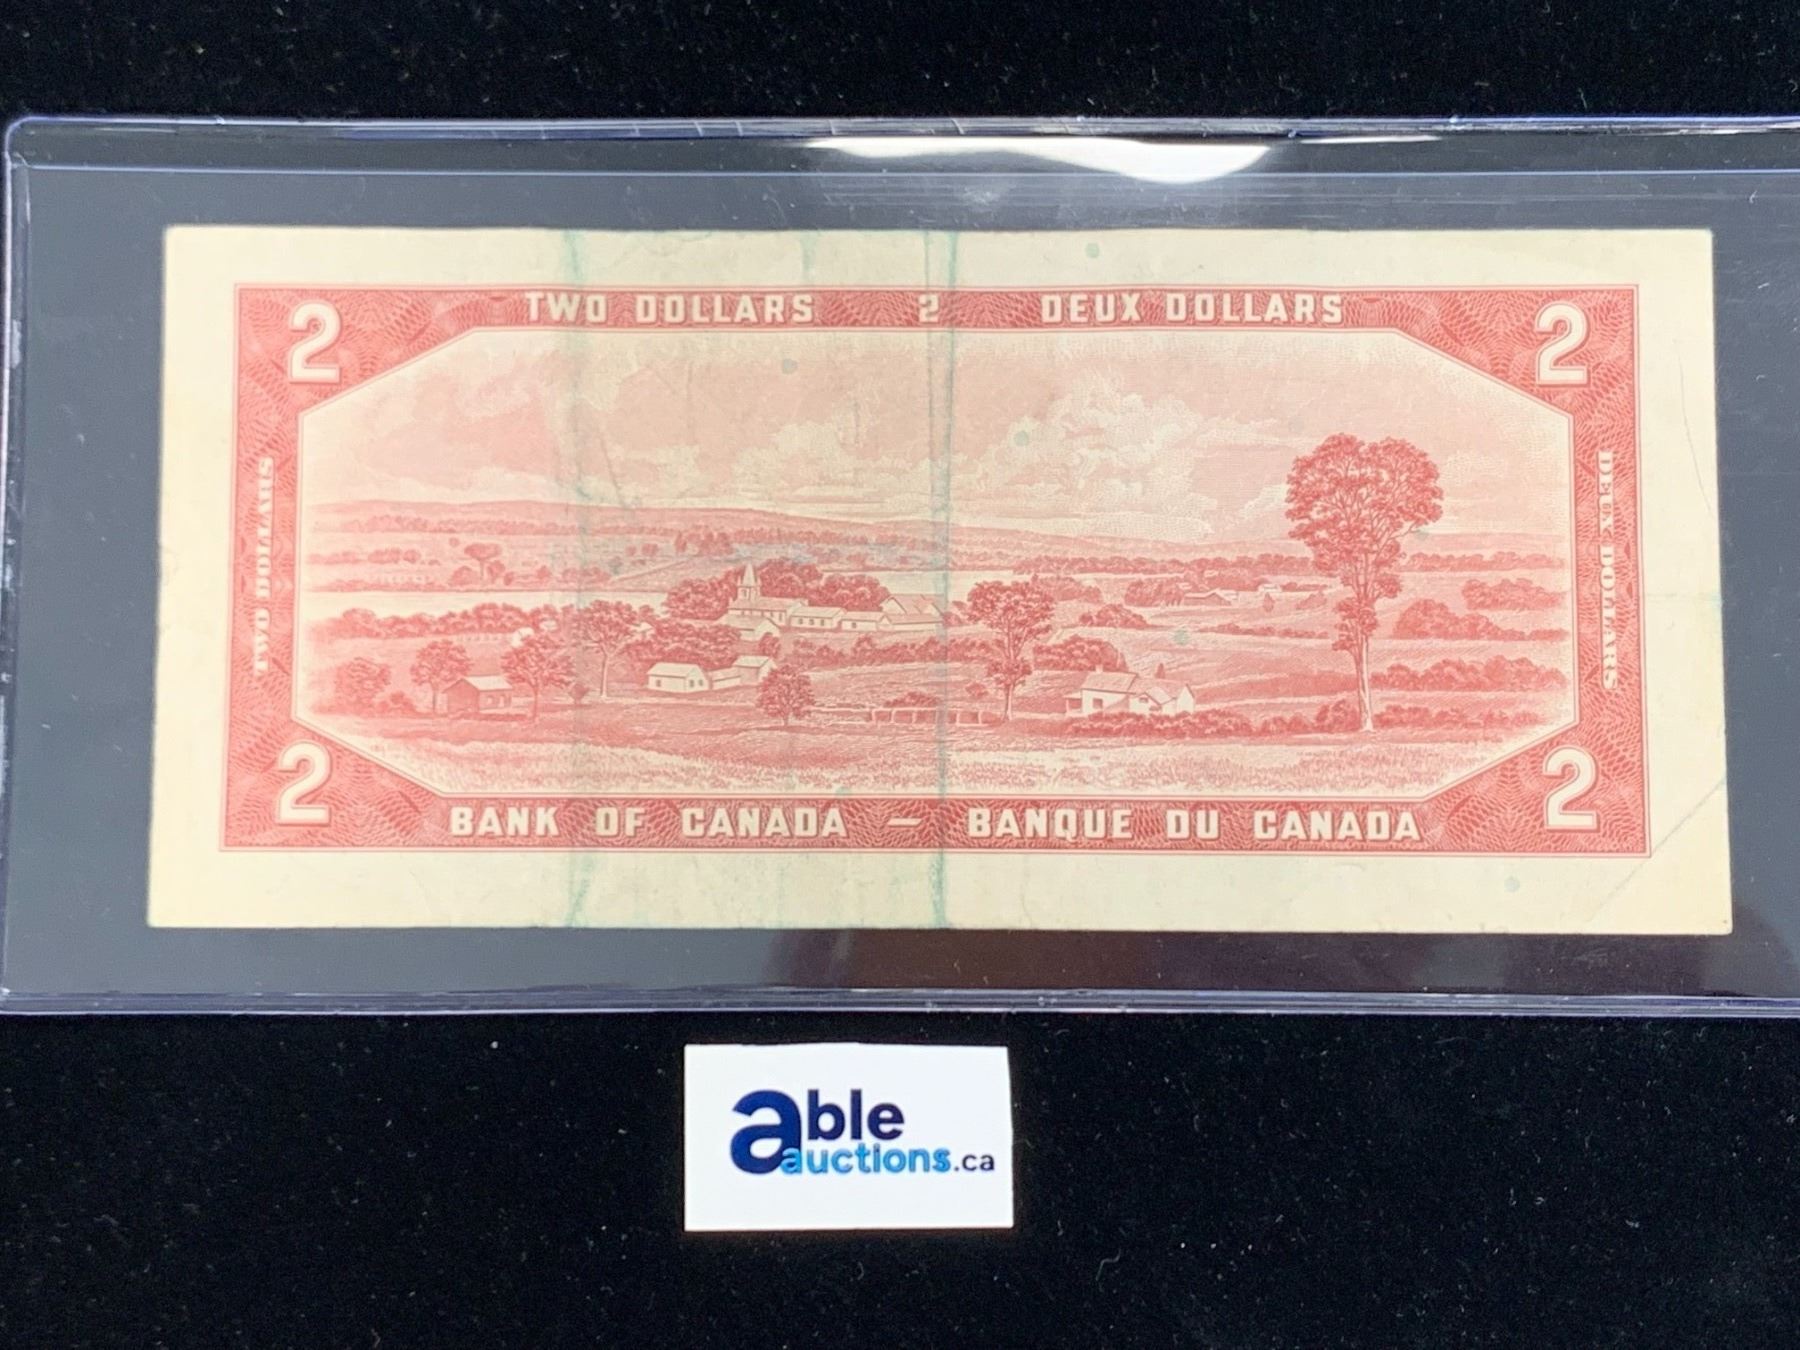 TWO DOLLARS 2 DEUX DOLLARS
2 2
TWO DOLLARS
DEUX DOLLARS
2 2
BANK OF CANADA – BANQUE DU CANADA
able
auctions.ca